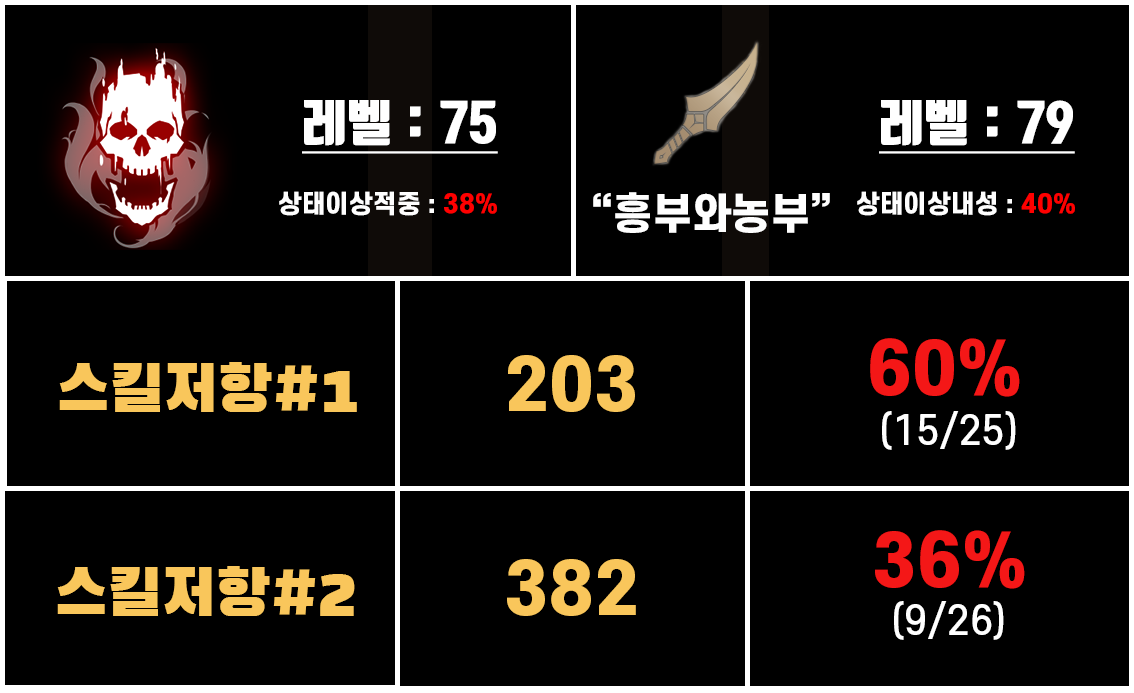 레벨 : 75
상태이상적중 : 38%
레벨 : 79
“흥부와농부”
상태이상내성 : 40%
스킬저항#1
203
60%
(15/25)
스킬저항#2
382
36%
(9/26)